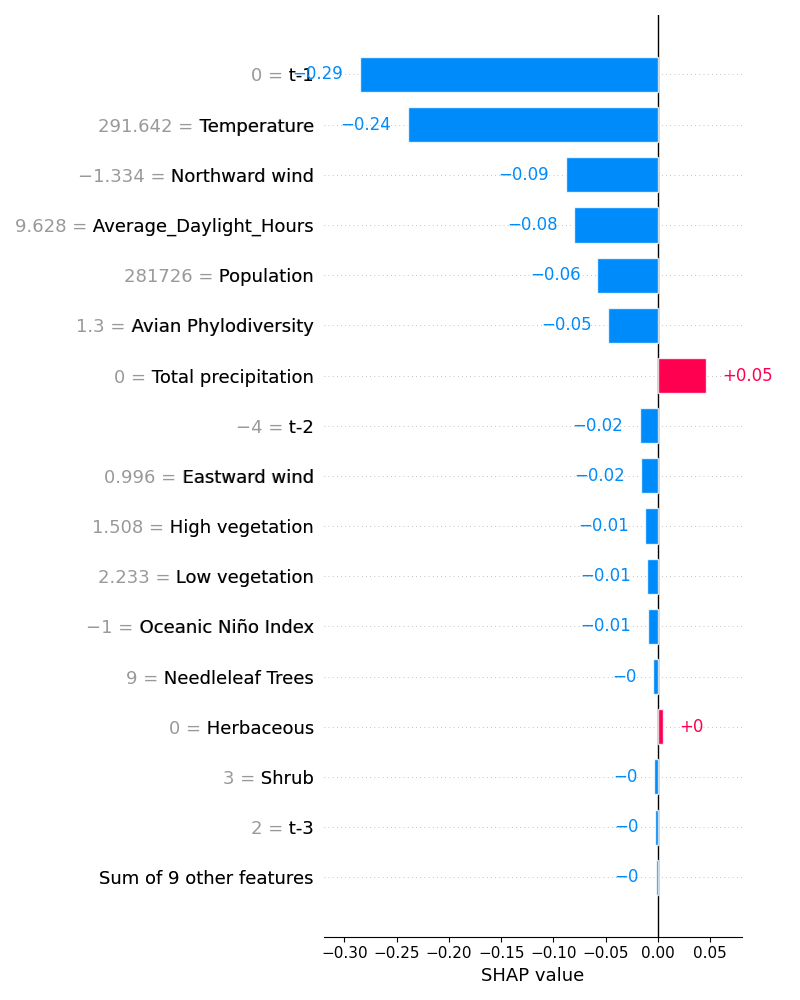 0 = t-1 −0.29
291.642 = Temperature −0.24
−1.334 = Northward wind −0.09
9.628 = Average_Daylight_Hours −0.08
281726 = Population −0.06
1.3 = Avian Phylodiversity −0.05
0 = Total precipitation +0.05
−4 = t-2 −0.02
0.996 = Eastward wind −0.02
1.508 = High vegetation −0.01
2.233 = Low vegetation −0.01
−1 = Oceanic Niño Index −0.01
9 = Needleleaf Trees −0
0 = Herbaceous +0
3 = Shrub −0
2 = t-3 −0
Sum of 9 other features −0
−0.30 −0.25 −0.20 −0.15 −0.10 −0.05 0.00 0.05
SHAP value